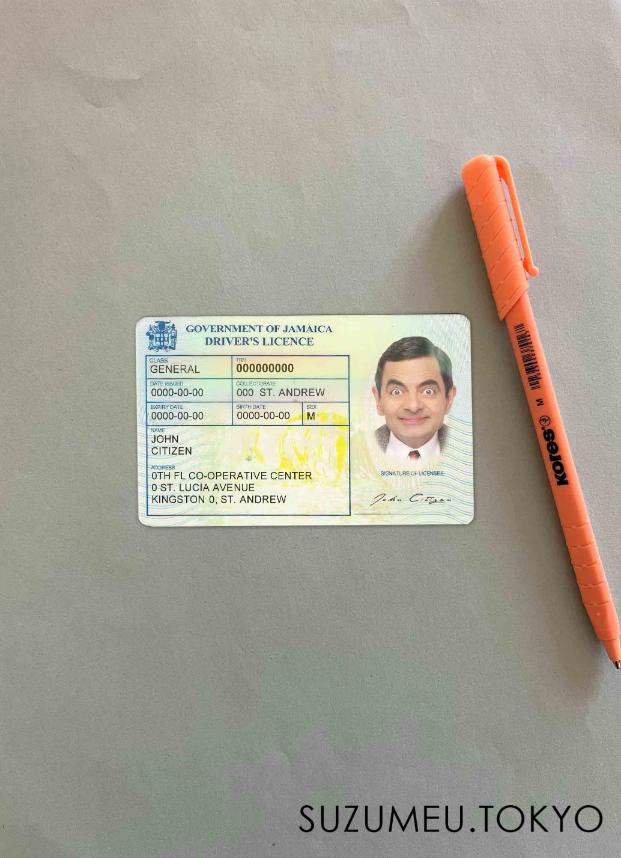 GOVERNMENT OF JAMAICA
DRIVER'S LICENCE
CLASS TRN
GENERAL 000000000
DATE ISSUED COLLECTORATE
0000-00-00 000 ST. ANDREW
EXPIRY DATE BIRTH DATE SEX
0000-00-00 0000-00-00 M
NAME
JOHN
CITIZEN
ADDRESS
0TH FL CO-OPERATIVE CENTER
0 ST. LUCIA AVENUE
KINGSTON 0, ST. ANDREW
SIGNATURE OF LICENSEE
John Citizen
Kores M
SUZUMEU.TOKYO